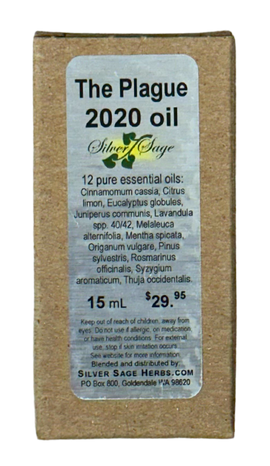 The Plague
2020 oil
Silver Sage
12 pure essential oils:
Cinnamomum cassia, Citrus
limon, Eucalyptus globules,
Juniperus communis, Lavandula
spp. 40/42, Melaleuca
alternifolia, Mentha spicata,
Origanum vulgare, Pinus
sylvestris, Rosmarinus
officinalis, Syzygium
aromaticum, Thuja occidentalis.
15 mL $29.95
Keep out of reach of children, away from
eyes. Do not use if allergic, on medication
or have health conditions. For external
use, stop if skin irritation occurs.
See website for more information.
Blended and distributed by:
SILVER SAGE HERBS.COM
PO Box 800, Goldendale WA 98620